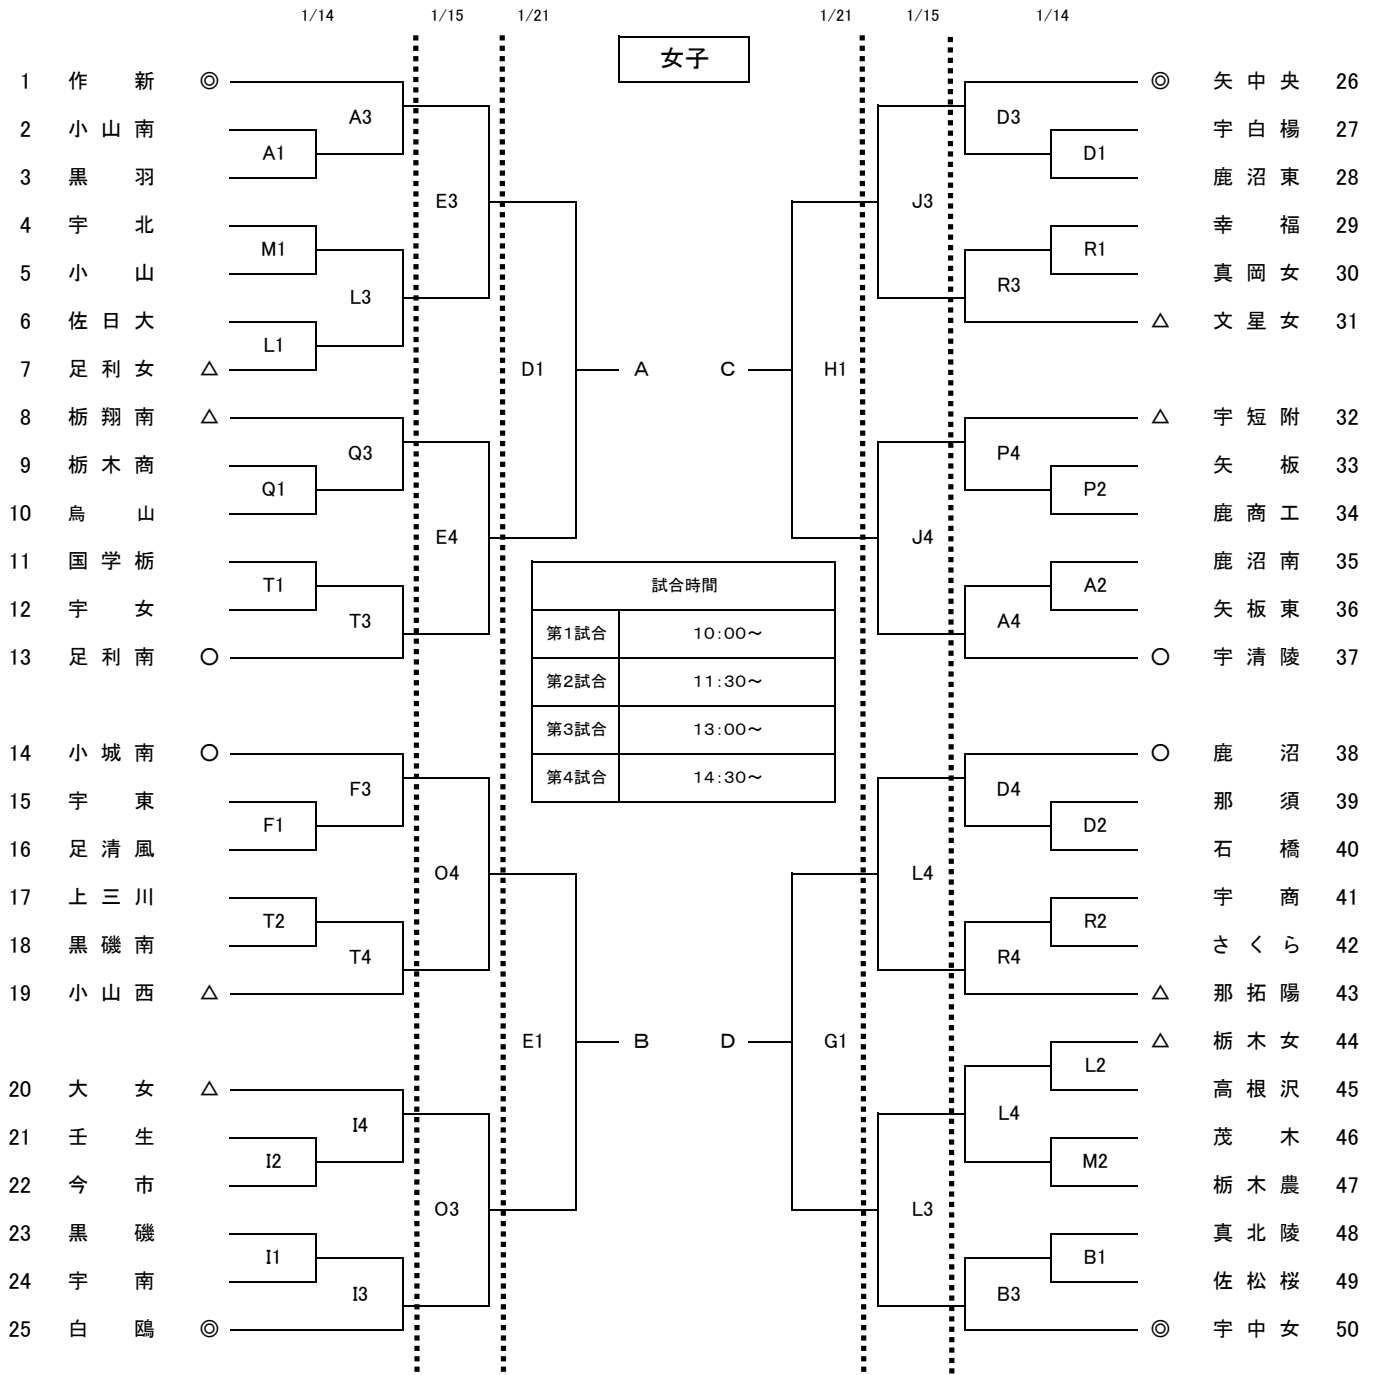 1/14 1/15 1/21 1/21 1/15 1/14
女子
1 作新 ◎
2 小山南
3 黒羽
4 宇北
5 小山
6 佐日大
7 足利女 △
8 栃翔南 △
9 栃木商
10 烏山
11 国学栃
12 宇女
13 足利南 ○
14 小城南 ○
15 宇東
16 足清風
17 上三川
18 黒磯南
19 小山西 △
20 大女 △
21 壬生
22 今市
23 黒磯
24 宇南
25 白鴎 ◎
A3
A1
M1
L3
L1
Q3
Q1
T1
T3
F3
F1
T2
T4
I4
I2
I1
I3
E3
E4
O4
O3
D1
E1
A
B
C
D
試合時間
第1試合 10:00～
第2試合 11:30～
第3試合 13:00～
第4試合 14:30～
H1
G1
J3
J4
L4
L3
D3
D1
R1
R3
P4
P2
A2
A4
D4
D2
R2
R4
L2
L4
M2
B1
B3
◎ 矢中央 26
宇白楊 27
鹿沼東 28
幸福 29
真岡女 30
△ 文星女 31
△ 宇短附 32
矢板 33
鹿商工 34
鹿沼南 35
矢板東 36
○ 宇清陵 37
○ 鹿沼 38
那須 39
石橋 40
宇商 41
さくら 42
△ 那拓陽 43
△ 栃木女 44
高根沢 45
茂木 46
栃木農 47
真北陵 48
佐松桜 49
◎ 宇中女 50